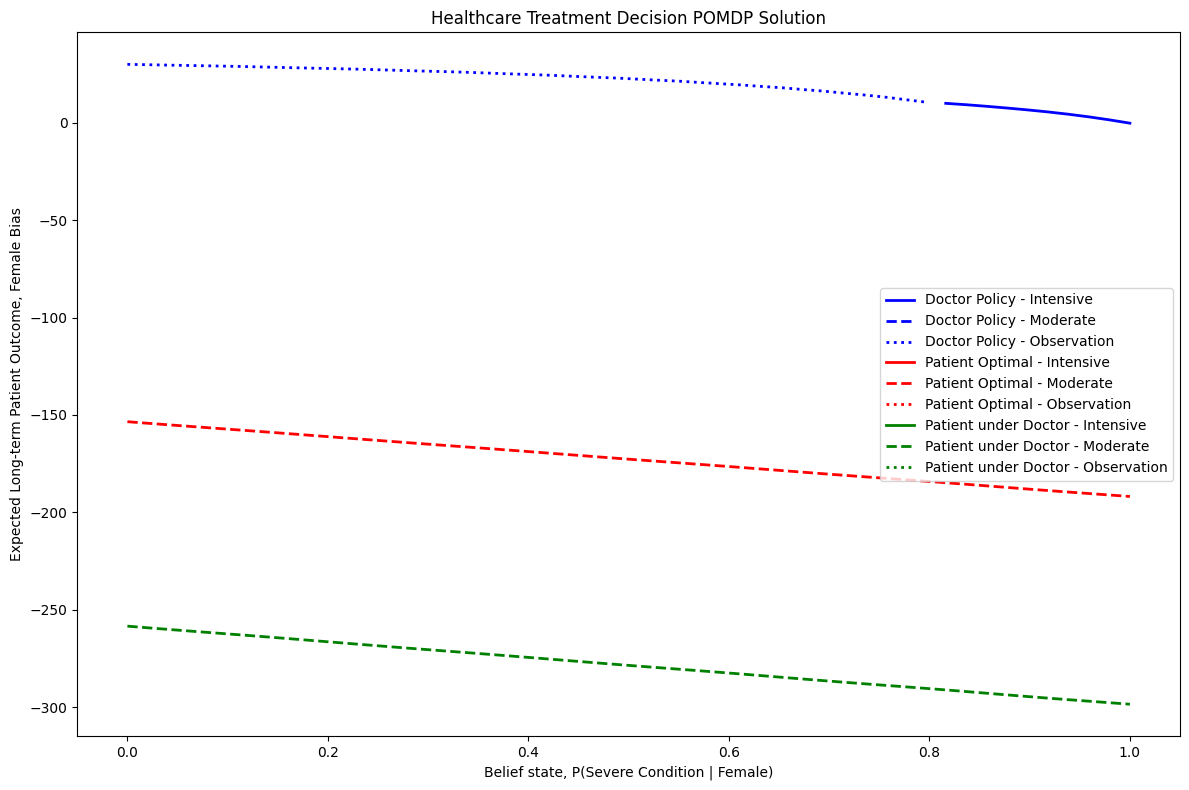 Healthcare Treatment Decision POMDP Solution
Expected Long-term Patient Outcome, Female Bias
0
−50
−100
−150
−200
−250
−300
Doctor Policy - Intensive
Doctor Policy - Moderate
Doctor Policy - Observation
Patient Optimal - Intensive
Patient Optimal - Moderate
Patient Optimal - Observation
Patient under Doctor - Intensive
Patient under Doctor - Moderate
Patient under Doctor - Observation
0.0 0.2 0.4 0.6 0.8 1.0
Belief state, P(Severe Condition | Female)